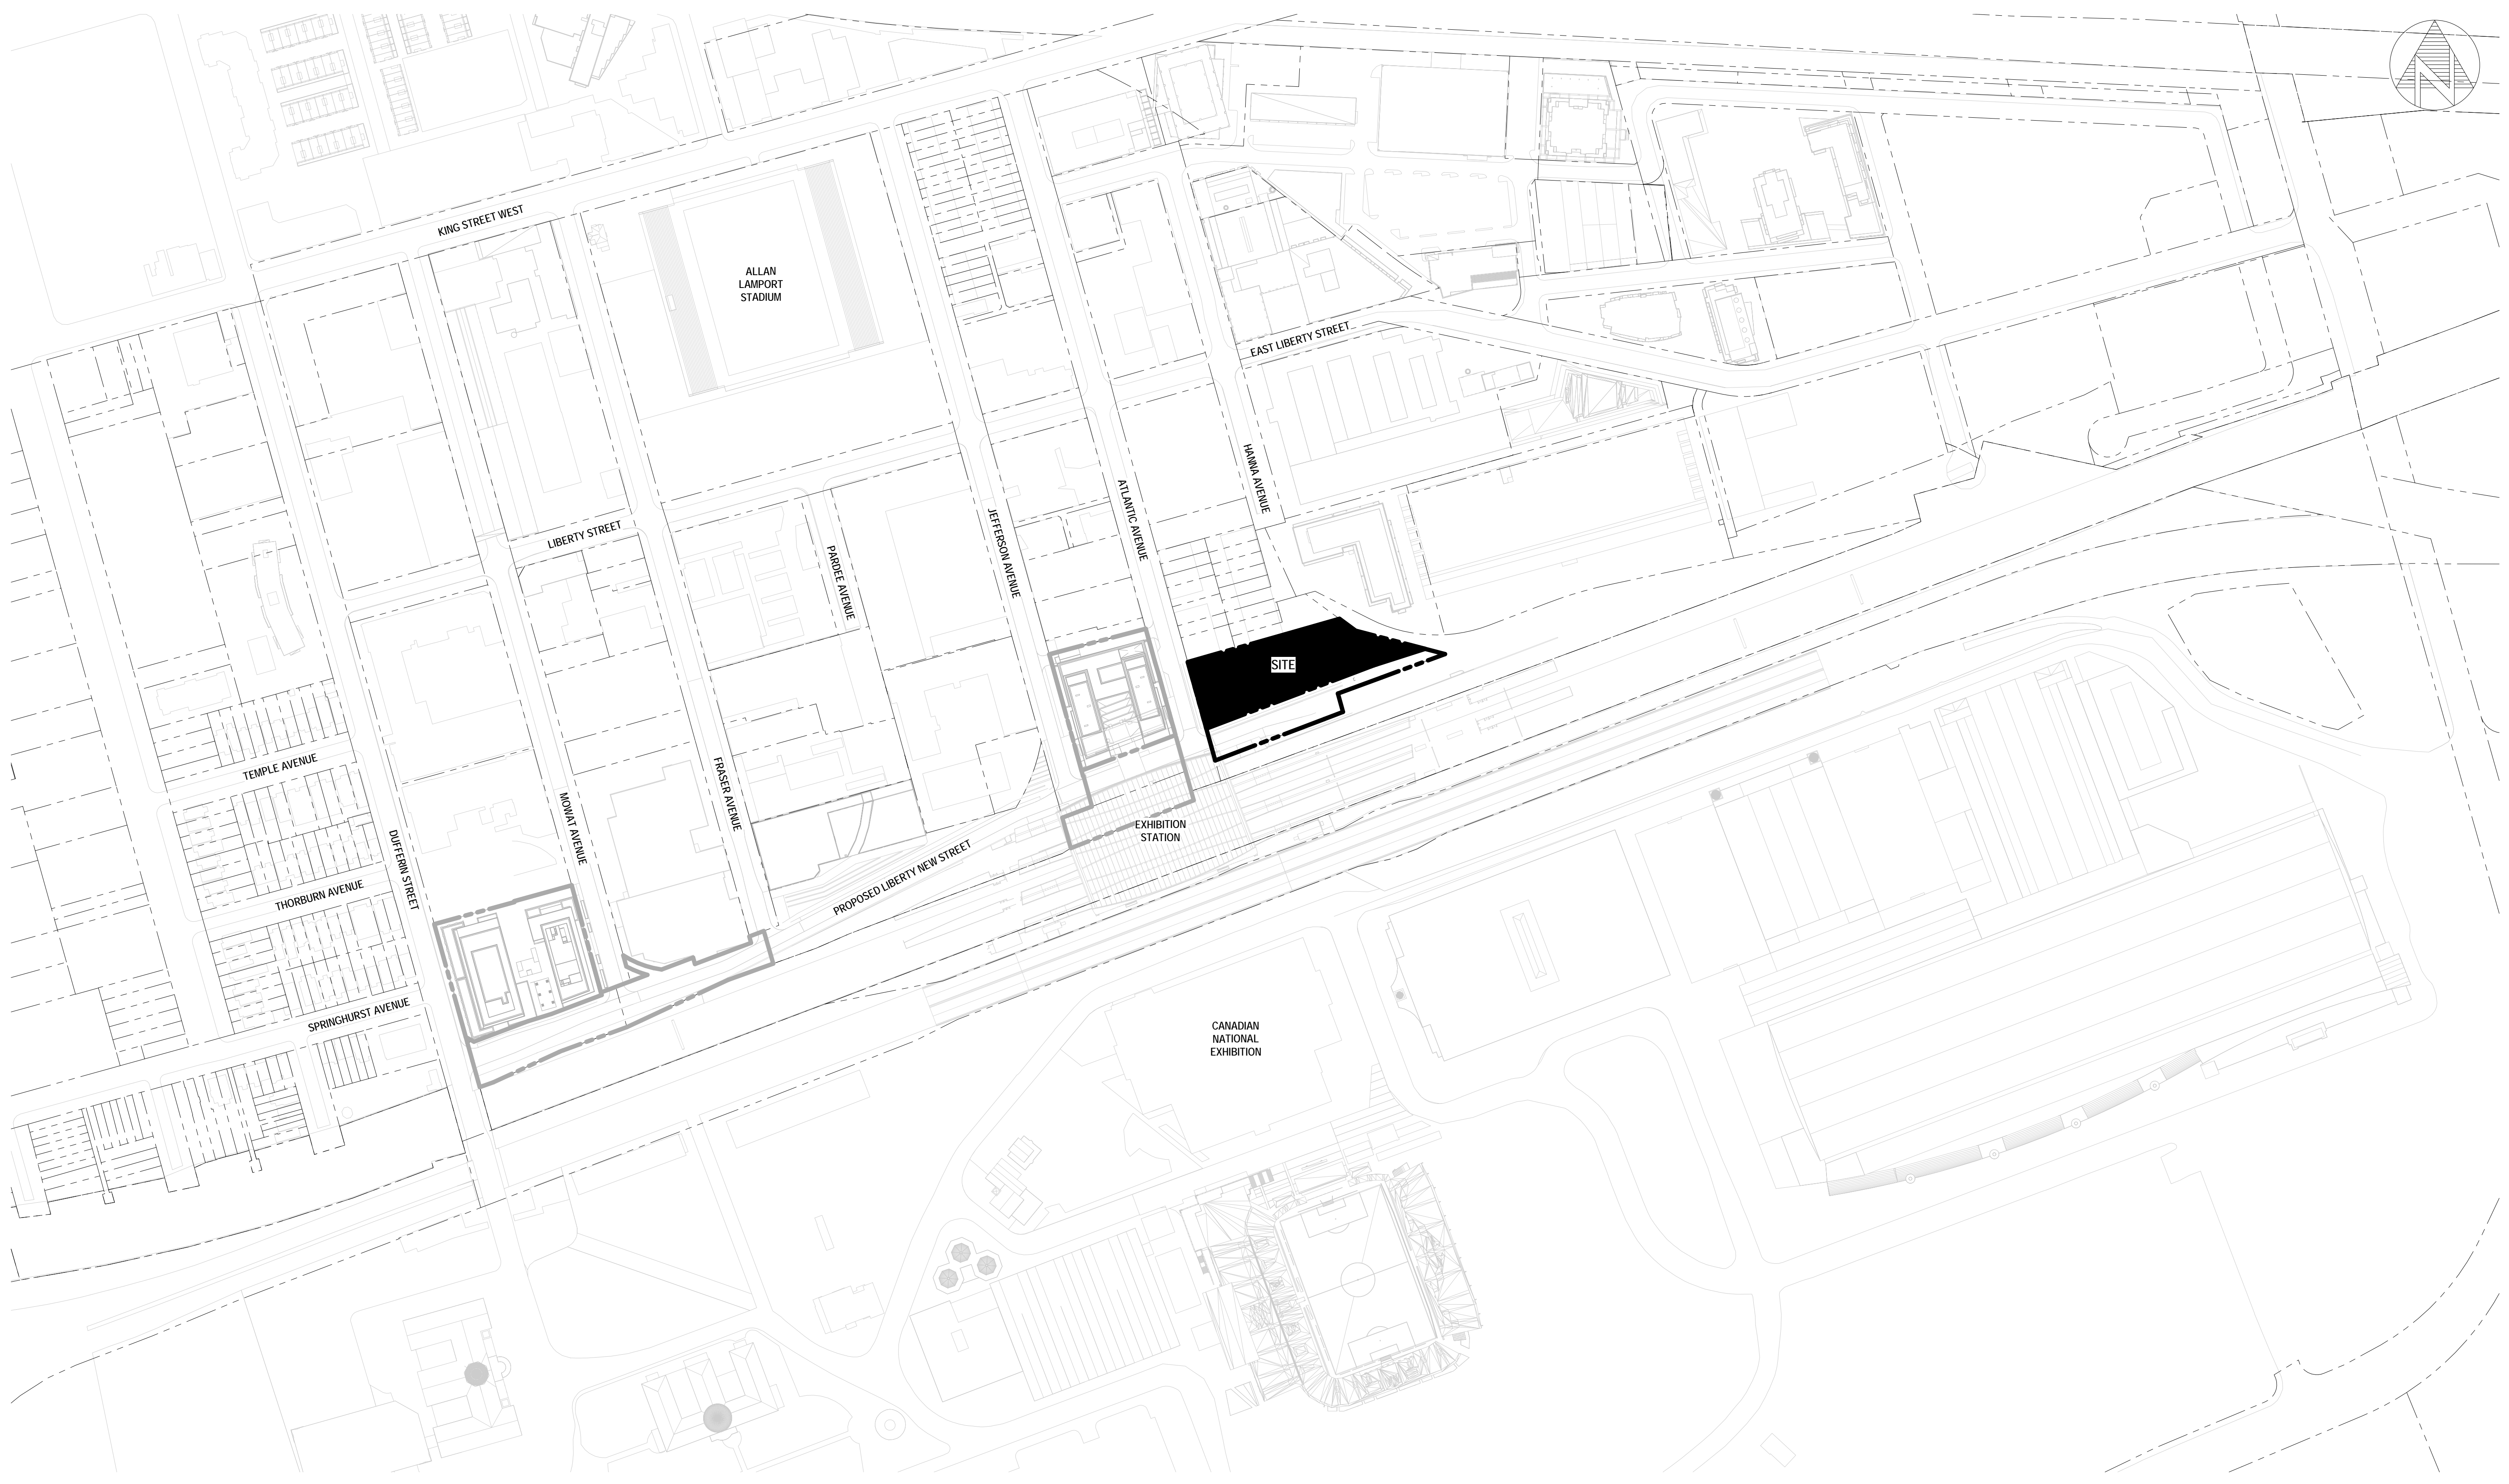 N
KING STREET WEST
ALLAN
LAMPORT
STADIUM
EAST LIBERTY STREET
HANNA AVENUE
ATLANTIC AVENUE
JEFFERSON AVENUE
LIBERTY STREET
PARDEE AVENUE
SITE
TEMPLE AVENUE
FRASER AVENUE
MOWAT AVENUE
DUFFERIN STREET
EXHIBITION
STATION
PROPOSED LIBERTY NEW STREET
THORBURN AVENUE
SPRINGHURST AVENUE
CANADIAN
NATIONAL
EXHIBITION